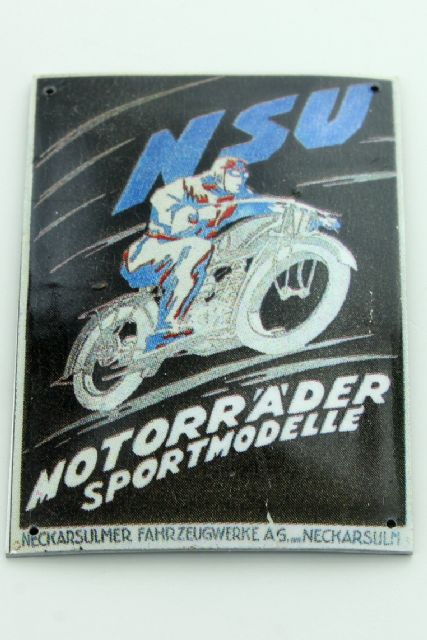 NSU
MOTORRÄDER
SPORTMODELLE
NECKARSULMER FAHRZEUGWERKE A G. NECKARSULM